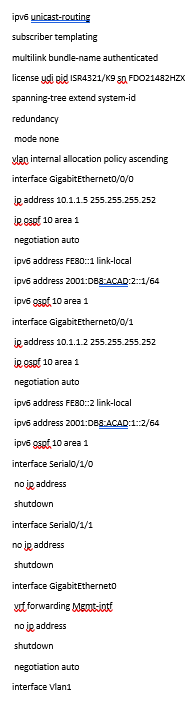 ipv6 unicast-routing
subscriber templating
multilink bundle-name authenticated
license udi pid ISR4321/K9 sn FDO21482HZX
spanning-tree extend system-id
redundancy
mode none
vlan internal allocation policy ascending
interface GigabitEthernet0/0/0
ip address 10.1.1.5 255.255.255.252
ip ospf 10 area 1
negotiation auto
ipv6 address FE80::1 link-local
ipv6 address 2001:DB8:ACAD:2::1/64
ipv6 ospf 10 area 1
interface GigabitEthernet0/0/1
ip address 10.1.1.2 255.255.255.252
ip ospf 10 area 1
negotiation auto
ipv6 address FE80::2 link-local
ipv6 address 2001:DB8:ACAD:1::2/64
ipv6 ospf 10 area 1
interface Serial0/1/0
no ip address
shutdown
interface Serial0/1/1
no ip address
shutdown
interface GigabitEthernet0
vrf forwarding Mgmt-intf
no ip address
shutdown
negotiation auto
interface Vlan1